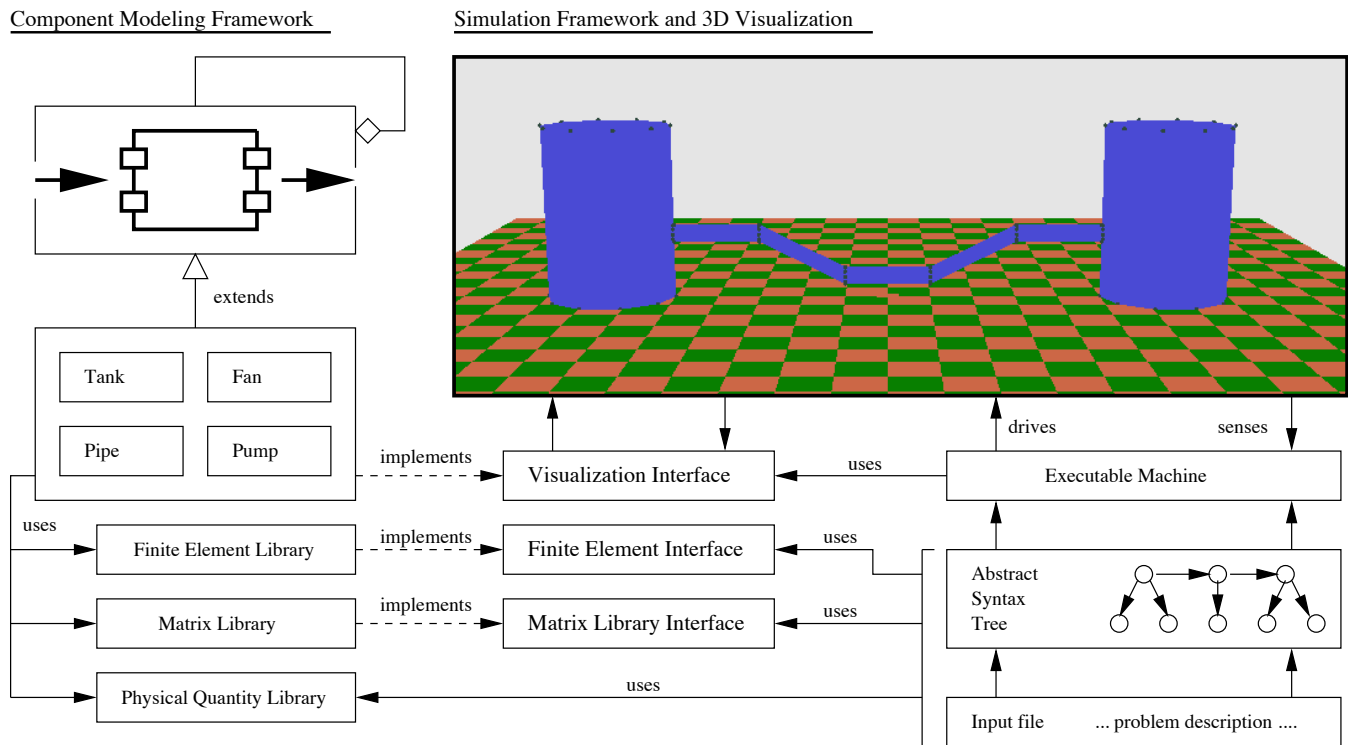 Component Modeling Framework
Simulation Framework and 3D Visualization
extends
Tank
Fan
Pipe
Pump
drives
senses
implements
Visualization Interface
uses
Executable Machine
uses
Finite Element Library
implements
Finite Element Interface
uses
Abstract
Syntax
Tree
Matrix Library
implements
Matrix Library Interface
uses
Physical Quantity Library
uses
Input file
... problem description ....